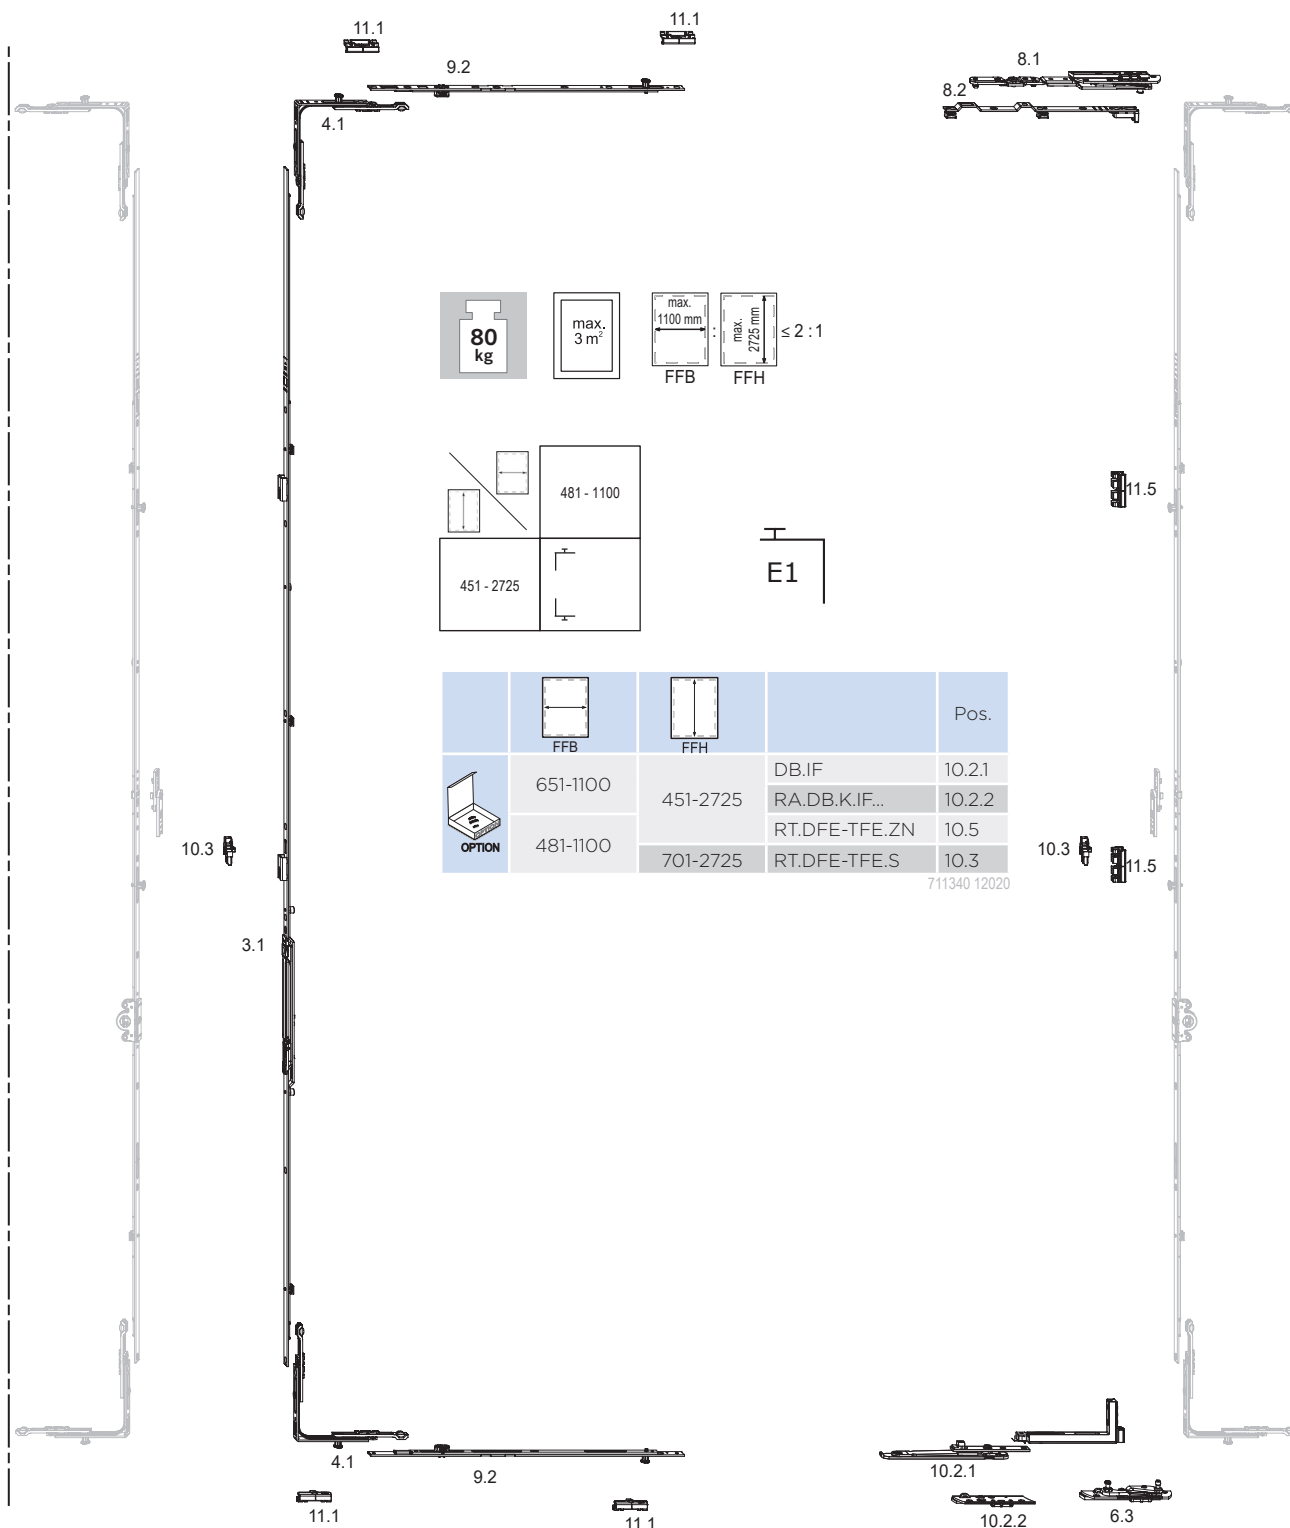 11.1
11.1
9.2
8.1
8.2
4.1
80
kg
max.
3 m²
max.
1100 mm
FFB
:
max.
2725 mm
FFH
≤ 2 : 1
481 - 1100
451 - 2725
E1
11.5
FFB
FFH
Pos.
OPTION
651-1100
451-2725
DB.IF
10.2.1
RA.DB.K.IF...
10.2.2
481-1100
RT.DFE-TFE.ZN
10.5
701-2725
RT.DFE-TFE.S
10.3
711340 12020
10.3
10.3
11.5
3.1
4.1
9.2
10.2.1
11.1
11.1
10.2.2
6.3